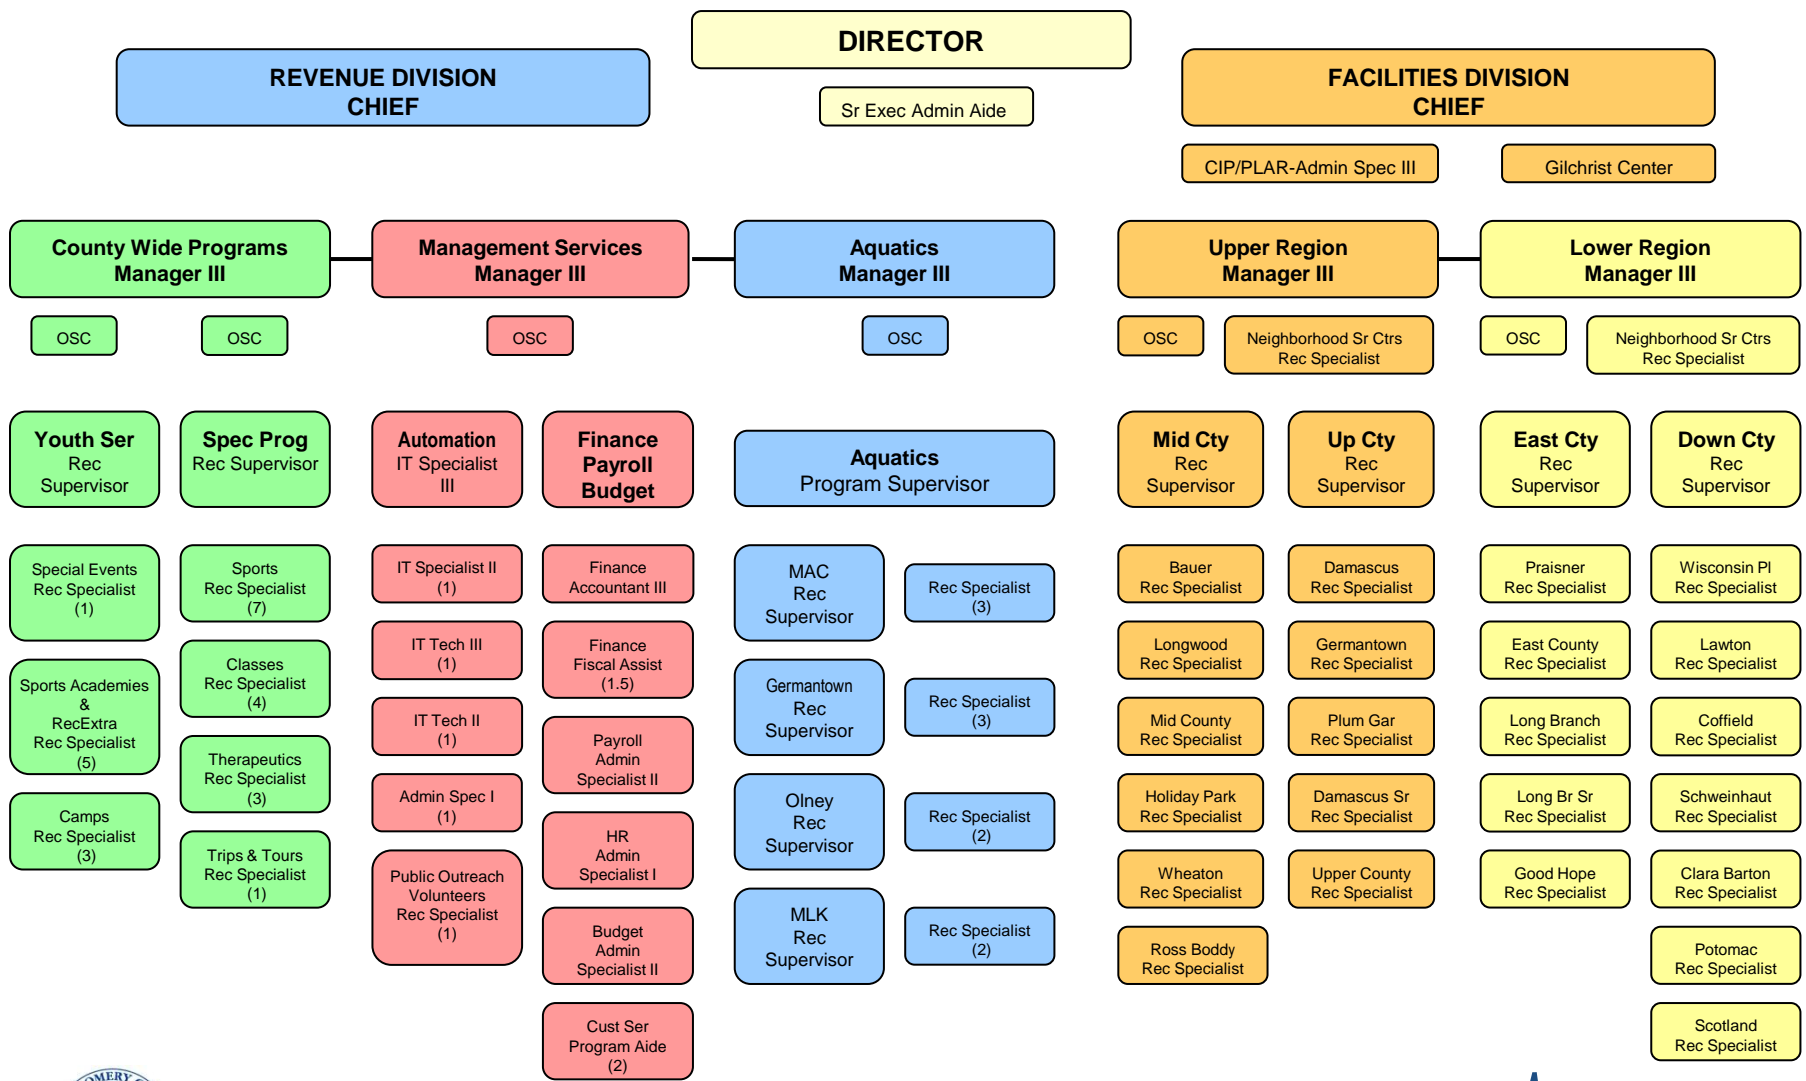 DIRECTOR
REVENUE DIVISION
CHIEF
FACILITIES DIVISION
CHIEF
Sr Exec Admin Aide
CIP/PLAR-Admin Spec III
Gilchrist Center
County Wide Programs
Manager III
Management Services
Manager III
Aquatics
Manager III
Upper Region
Manager III
Lower Region
Manager III
OSC
OSC
OSC
OSC
OSC
Neighborhood Sr Ctrs
Rec Specialist
OSC
Neighborhood Sr Ctrs
Rec Specialist
Youth Ser
Rec
Supervisor
Spec Prog
Rec Supervisor
Automation
IT Specialist
III
Finance
Payroll
Budget
Aquatics
Program Supervisor
Mid Cty
Rec
Supervisor
Up Cty
Rec
Supervisor
East Cty
Rec
Supervisor
Down Cty
Rec
Supervisor
Special Events
Rec Specialist
(1)
Sports Academies
&
RecExtra
Rec Specialist
(5)
Camps
Rec Specialist
(3)
Sports
Rec Specialist
(7)
Classes
Rec Specialist
(4)
Therapeutics
Rec Specialist
(3)
Trips & Tours
Rec Specialist
(1)
IT Specialist II
(1)
IT Tech III
(1)
IT Tech II
(1)
Admin Spec I
(1)
Public Outreach
Volunteers
Rec Specialist
(1)
Finance
Accountant III
Finance
Fiscal Assist
(1.5)
Payroll
Admin
Specialist II
HR
Admin
Specialist I
Budget
Admin
Specialist II
Cust Ser
Program Aide
(2)
MAC
Rec
Supervisor
Rec Specialist
(3)
Germantown
Rec
Supervisor
Rec Specialist
(3)
Olney
Rec
Supervisor
Rec Specialist
(2)
MLK
Rec
Supervisor
Rec Specialist
(2)
Bauer
Rec Specialist
Longwood
Rec Specialist
Mid County
Rec Specialist
Holiday Park
Rec Specialist
Wheaton
Rec Specialist
Ross Boddy
Rec Specialist
Damascus
Rec Specialist
Germantown
Rec Specialist
Plum Gar
Rec Specialist
Damascus Sr
Rec Specialist
Upper County
Rec Specialist
Praisner
Rec Specialist
East County
Rec Specialist
Long Branch
Rec Specialist
Long Br Sr
Rec Specialist
Good Hope
Rec Specialist
Wisconsin Pl
Rec Specialist
Lawton
Rec Specialist
Coffield
Rec Specialist
Schweinhaut
Rec Specialist
Clara Barton
Rec Specialist
Potomac
Rec Specialist
Scotland
Rec Specialist